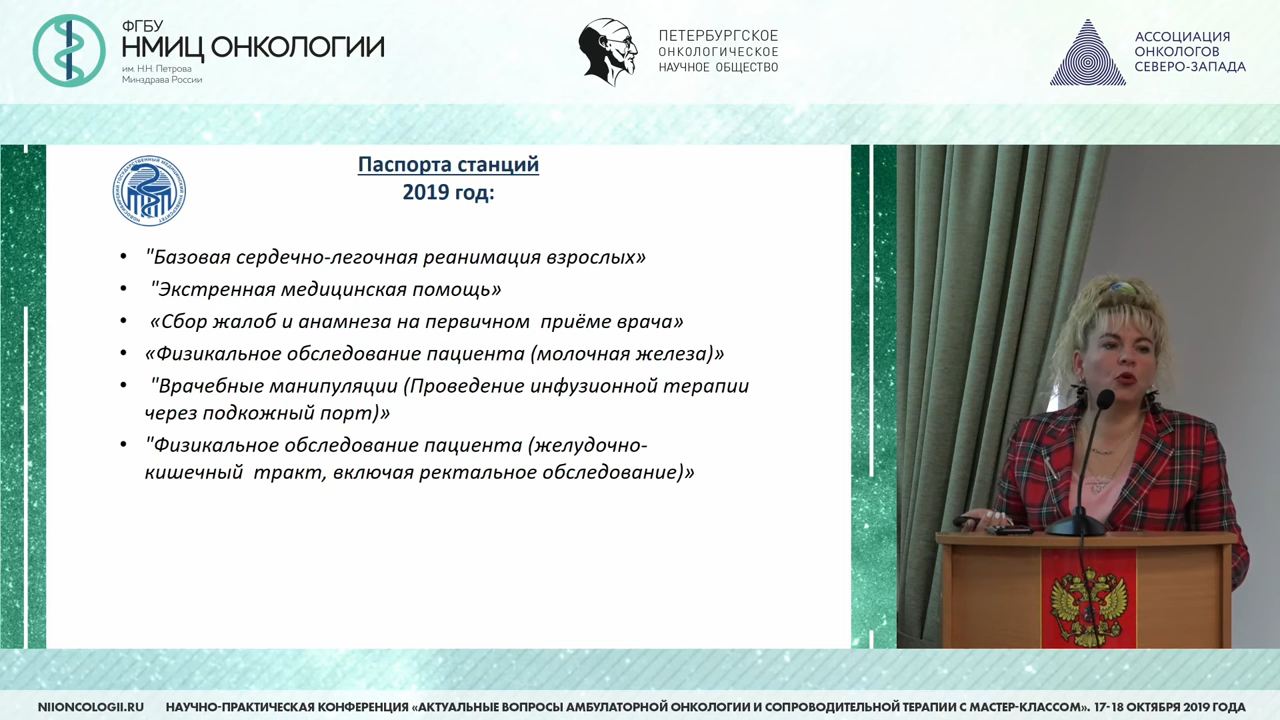 ФГБУ
НМИЦ ОНКОЛОГИИ
им. Н.Н. Петрова
Минздрава России
ПЕТЕРБУРГСКОЕ
ОНКОЛОГИЧЕСКОЕ
НАУЧНОЕ ОБЩЕСТВО
АССОЦИАЦИЯ
ОНКОЛОГОВ
СЕВЕРО-ЗАПАДА
Паспорта станций
2019 год:
• "Базовая сердечно-легочная реанимация взрослых»
• "Экстренная медицинская помощь»
• «Сбор жалоб и анамнеза на первичном приёме врача»
• «Физикальное обследование пациента (молочная железа)»
• "Врачебные манипуляции (Проведение инфузионной терапии
через подкожный порт)»
• "Физикальное обследование пациента (желудочно-
кишечный тракт, включая ректальное обследование)»
NIIONCOLOGII.RU НАУЧНО-ПРАКТИЧЕСКАЯ КОНФЕРЕНЦИЯ «АКТУАЛЬНЫЕ ВОПРОСЫ АМБУЛАТОРНОЙ ОНКОЛОГИИ И СОПРОВОДИТЕЛЬНОЙ ТЕРАПИИ С МАСТЕР-КЛАССОМ». 17-18 ОКТЯБРЯ 2019 ГОДА